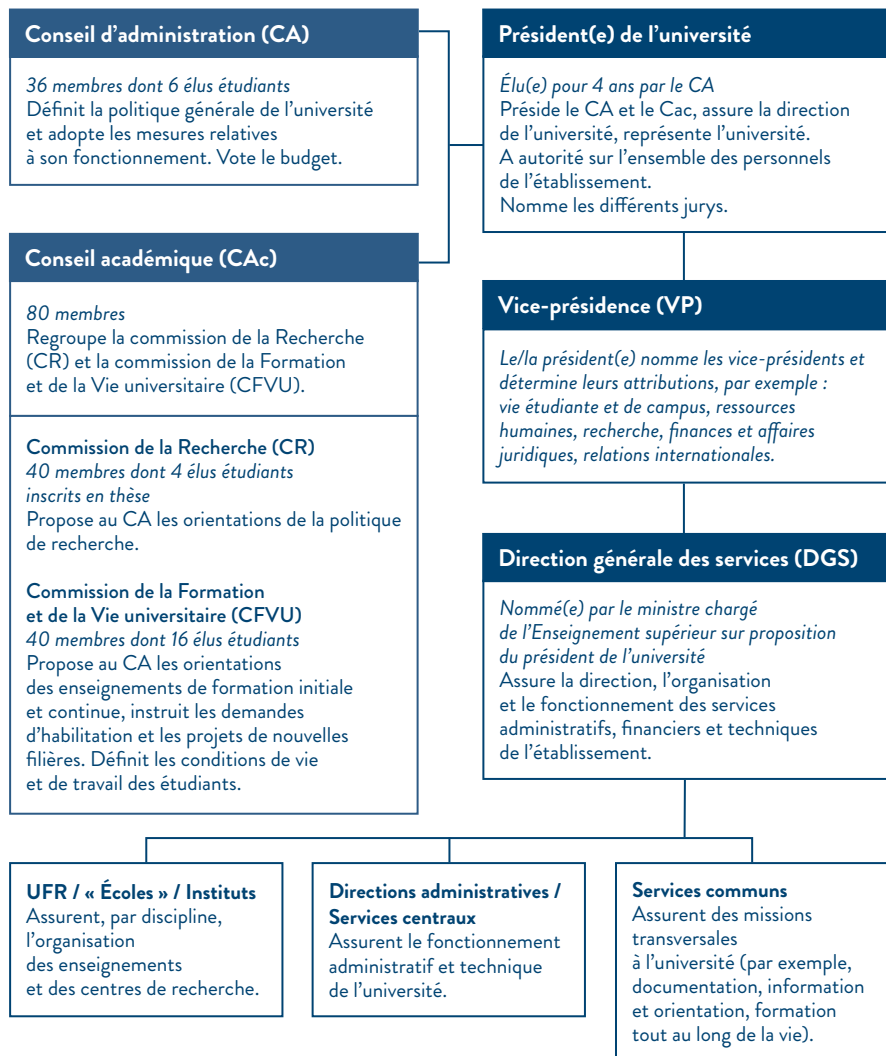 Conseil d’administration (CA)
36 membres dont 6 élus étudiants
Définit la politique générale de l’université
et adopte les mesures relatives
à son fonctionnement. Vote le budget.
Président(e) de l’université
Élu(e) pour 4 ans par le CA
Préside le CA et le Cac, assure la direction
de l’université, représente l’université.
A autorité sur l’ensemble des personnels
de l’établissement.
Nomme les différents jurys.
Conseil académique (CAc)
80 membres
Regroupe la commission de la Recherche
(CR) et la commission de la Formation
et de la Vie universitaire (CFVU).
Commission de la Recherche (CR)
40 membres dont 4 élus étudiants
inscrits en thèse
Propose au CA les orientations de la politique
de recherche.
Commission de la Formation
et de la Vie universitaire (CFVU)
40 membres dont 16 élus étudiants
Propose au CA les orientations
des enseignements de formation initiale
et continue, instruit les demandes
d’habilitation et les projets de nouvelles
filières. Définit les conditions de vie
et de travail des étudiants.
Vice-présidence (VP)
Le/la président(e) nomme les vice-présidents et
détermine leurs attributions, par exemple :
vie étudiante et de campus, ressources
humaines, recherche, finances et affaires
juridiques, relations internationales.
Direction générale des services (DGS)
Nommé(e) par le ministre chargé
de l’Enseignement supérieur sur proposition
du président de l’université
Assure la direction, l’organisation
et le fonctionnement des services
administratifs, financiers et techniques
de l’établissement.
UFR / « Écoles » / Instituts
Assurent, par discipline,
l’organisation
des enseignements
et des centres de recherche.
Directions administratives /
Services centraux
Assurent le fonctionnement
administratif et technique
de l’université.
Services communs
Assurent des missions
transversales
à l’université (par exemple,
documentation, information
et orientation, formation
tout au long de la vie).